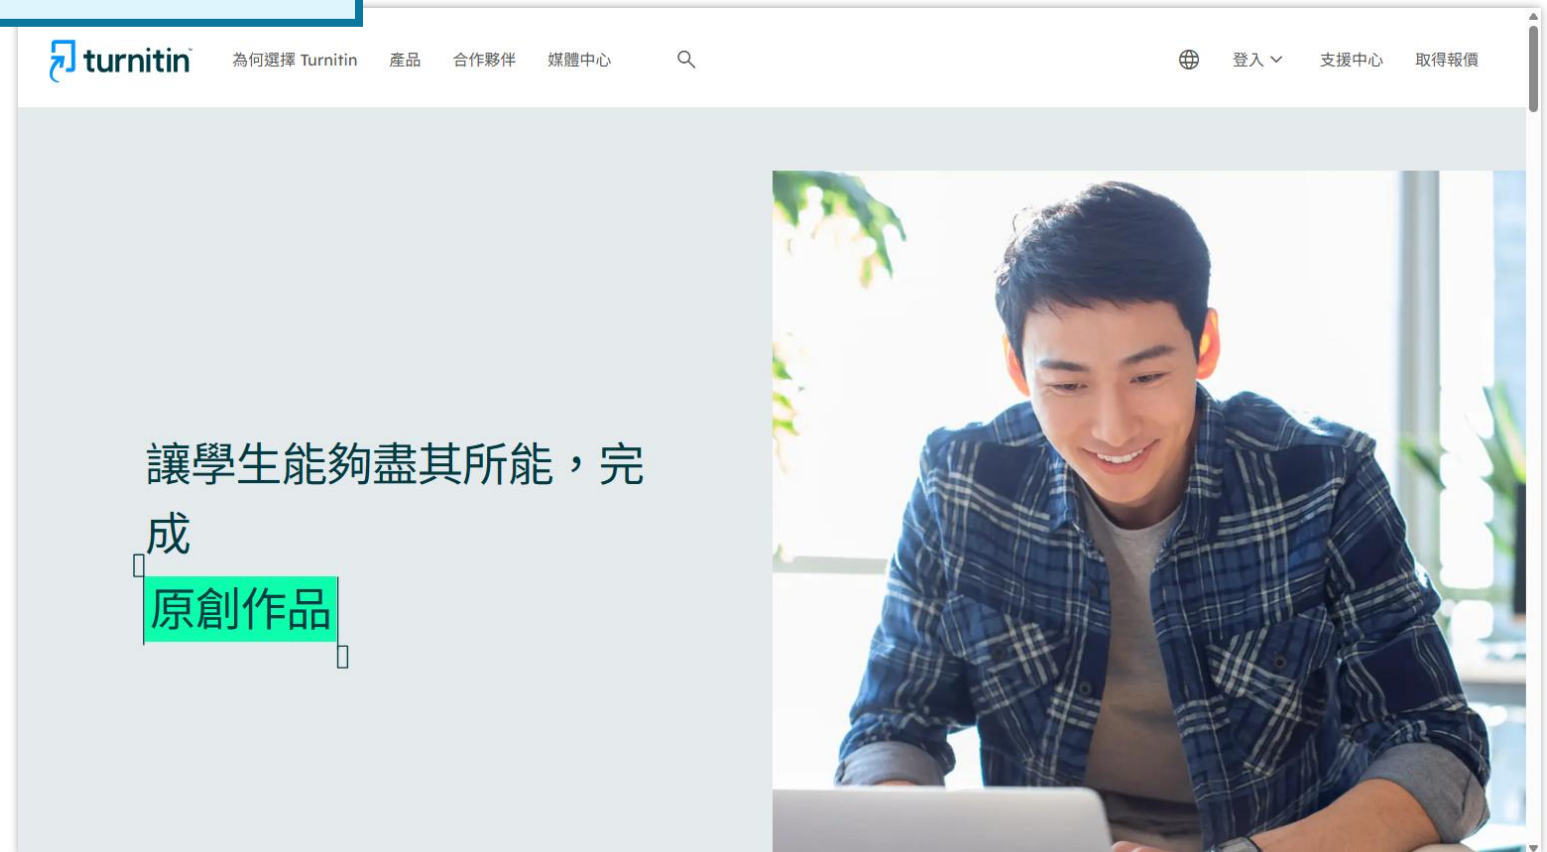 turnitin 為何選擇 Turnitin 產品 合作夥伴 媒體中心 登入 支援中心 取得報價
讓學生能夠盡其所能，完
成
原創作品